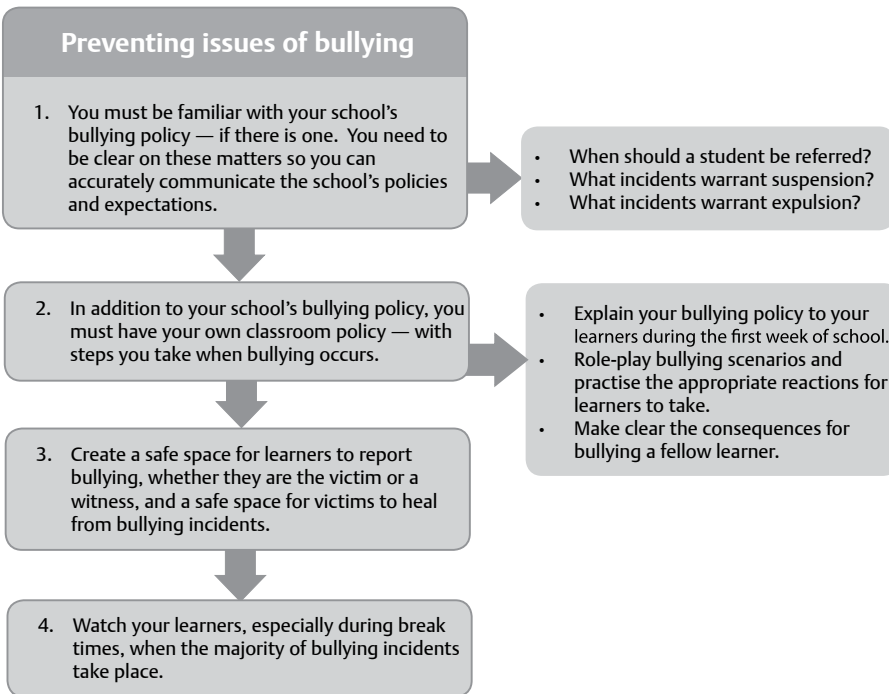 Preventing issues of bullying
1. You must be familiar with your school's
bullying policy — if there is one. You need to
be clear on these matters so you can
accurately communicate the school's policies
and expectations.
• When should a student be referred?
• What incidents warrant suspension?
• What incidents warrant expulsion?
2. In addition to your school's bullying policy, you
must have your own classroom policy — with
steps you take when bullying occurs.
• Explain your bullying policy to your
learners during the first week of school.
• Role-play bullying scenarios and
practise the appropriate reactions for
learners to take.
• Make clear the consequences for
bullying a fellow learner.
3. Create a safe space for learners to report
bullying, whether they are the victim or a
witness, and a safe space for victims to heal
from bullying incidents.
4. Watch your learners, especially during break
times, when the majority of bullying incidents
take place.